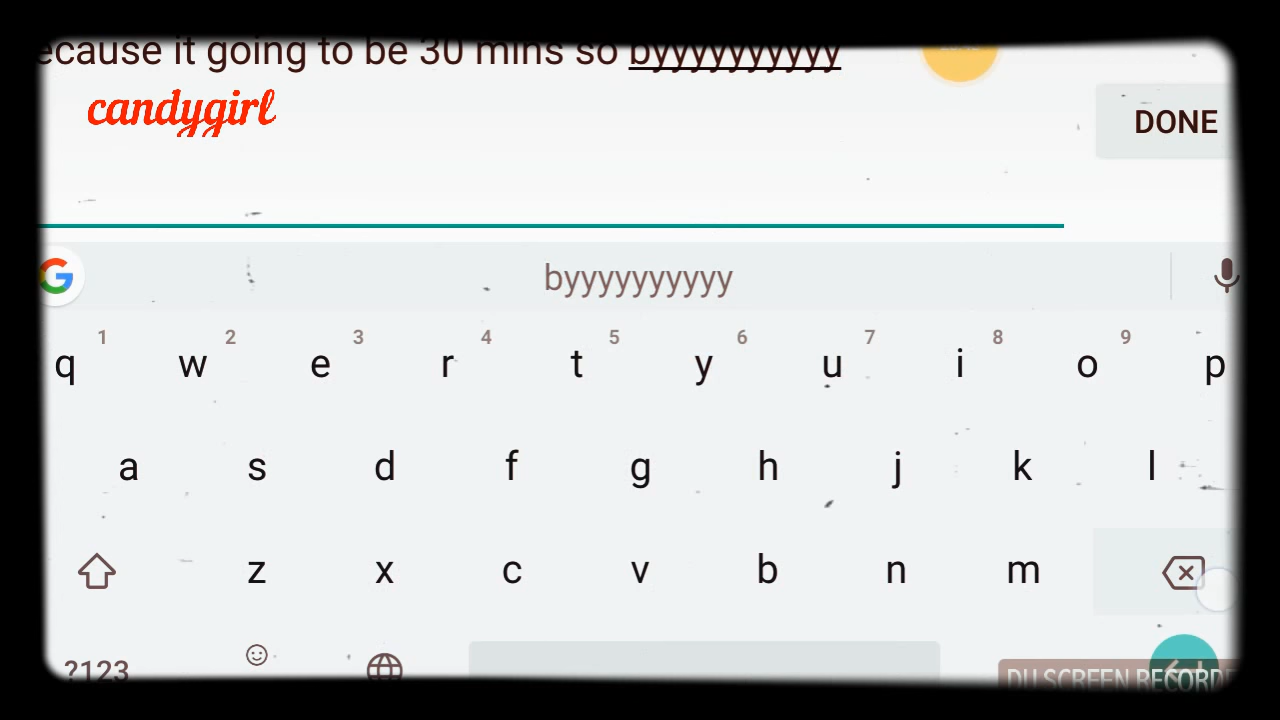 ecause it going to be 30 mins so byyyyyyyyyy
candygirl
DONE
byyyyyyyyyy
1 2 3 4 5 6 7 8 9
q w e r t y u i o p
a s d f g h j k l
z x c v b n m
?123
DU SCREEN RECORDE